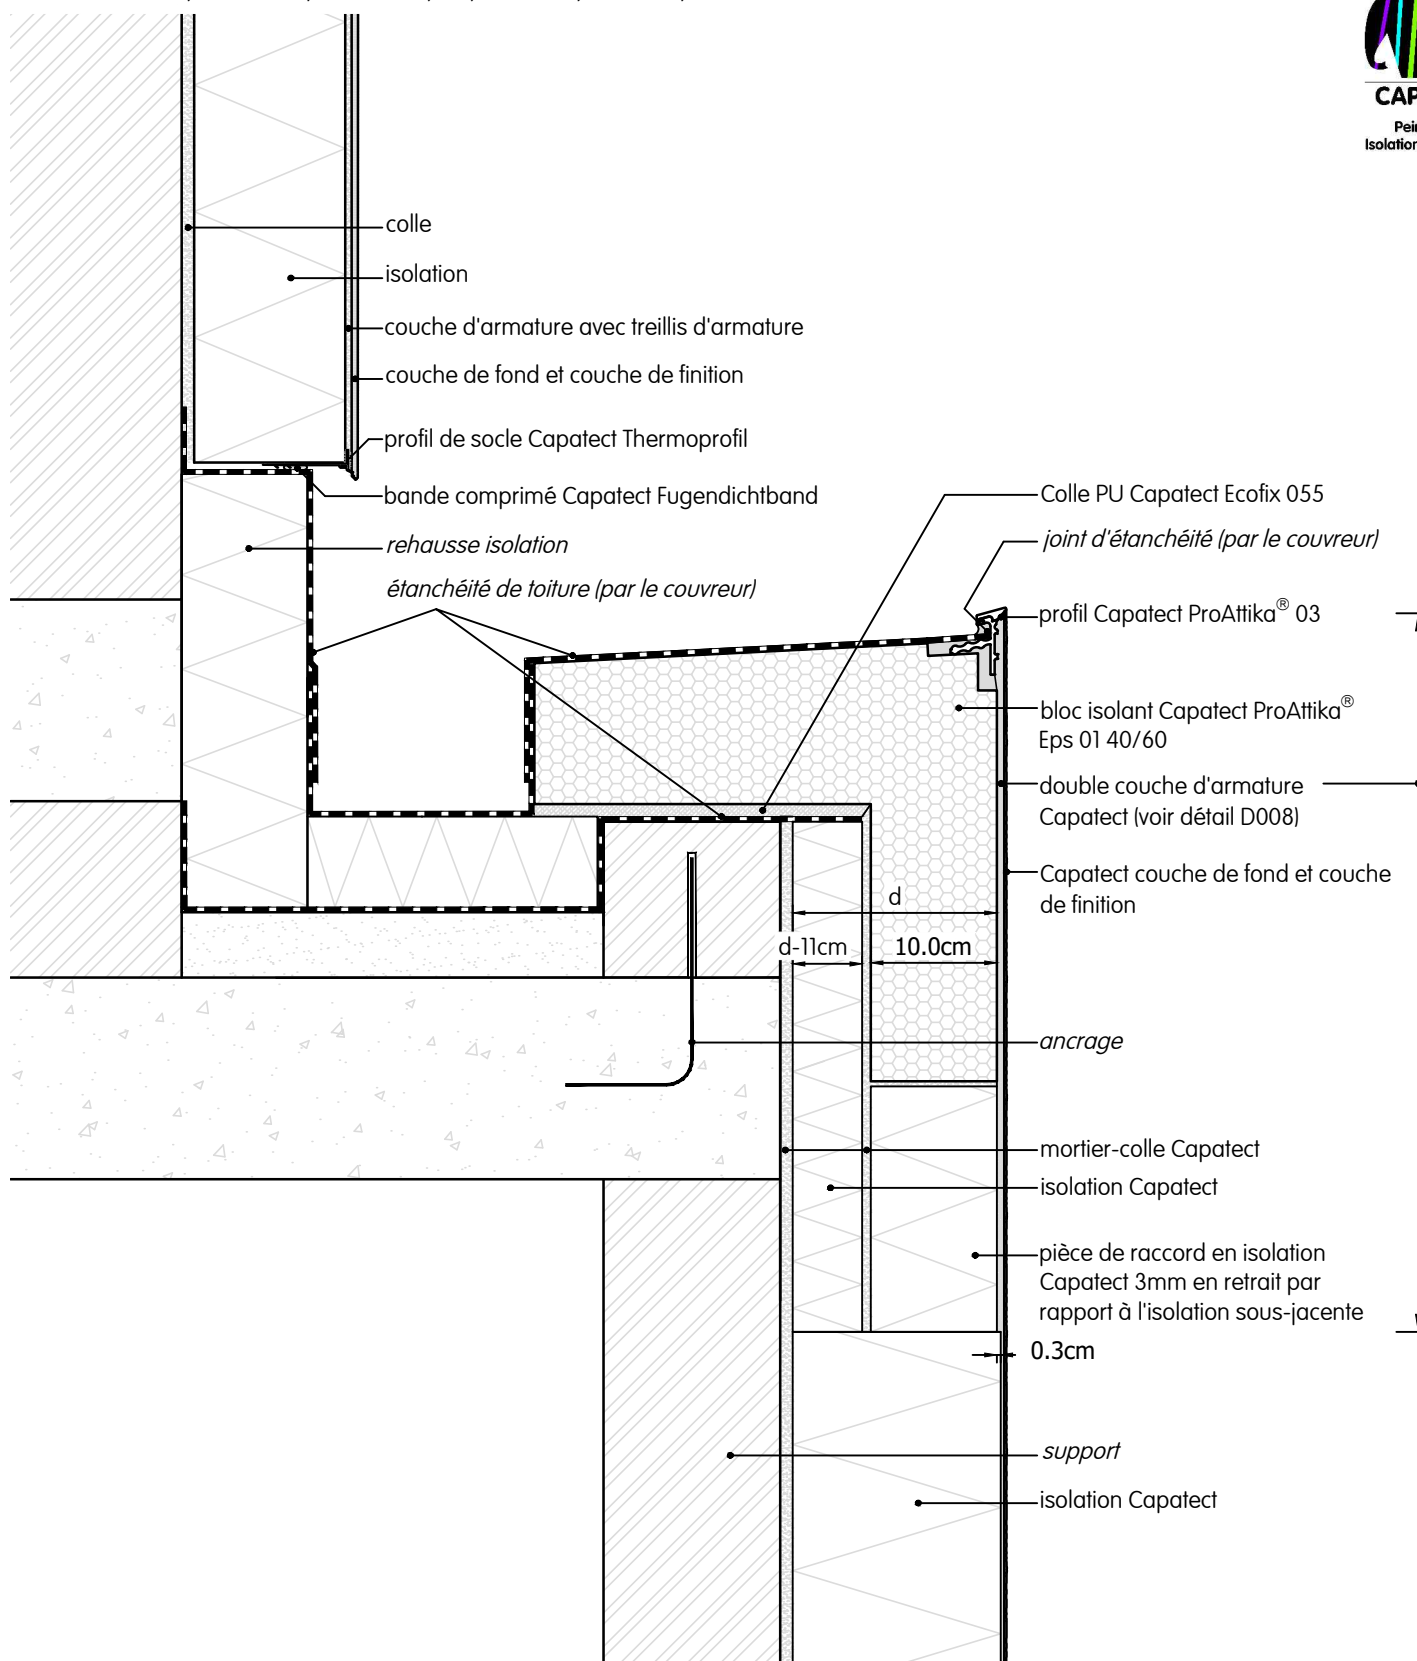 CAP
Pein
Isolation
colle
isolation
couche d'armature avec treillis d'armature
couche de fond et couche de finition
profil de socle Capatect Thermoprofil
bande comprimé Capatect Fugendichtband
rehausse isolation
étanchéité de toiture (par le couvreur)
Colle PU Capatect Ecofix 055
joint d'étanchéité (par le couvreur)
profil Capatect ProAttika® 03
bloc isolant Capatect ProAttika®
Eps 01 40/60
double couche d'armature
Capatect (voir détail D008)
Capatect couche de fond et couche
de finition
d
d-11cm
10.0cm
ancrage
mortier-colle Capatect
isolation Capatect
pièce de raccord en isolation
Capatect 3mm en retrait par
rapport à l'isolation sous-jacente
0.3cm
support
isolation Capatect